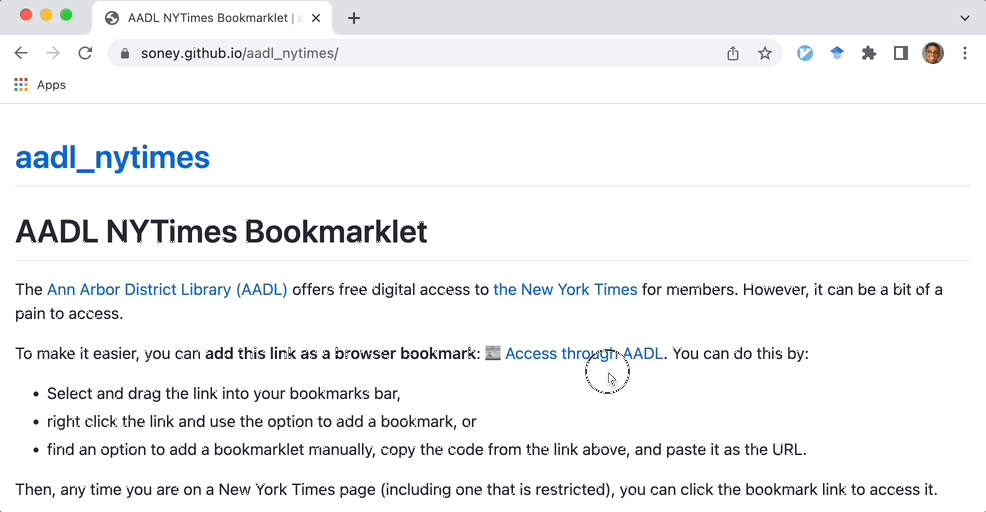 AADL NYTimes Bookmarklet |
soney.github.io/aadl_nytimes/
Apps
aadl_nytimes
AADL NYTimes Bookmarklet
The Ann Arbor District Library (AADL) offers free digital access to the New York Times for members. However, it can be a bit of a
pain to access.
To make it easier, you can add this link as a browser bookmark: 📰 Access through AADL. You can do this by:
• Select and drag the link into your bookmarks bar,
• right click the link and use the option to add a bookmark, or
• find an option to add a bookmarklet manually, copy the code from the link above, and paste it as the URL.
Then, any time you are on a New York Times page (including one that is restricted), you can click the bookmark link to access it.